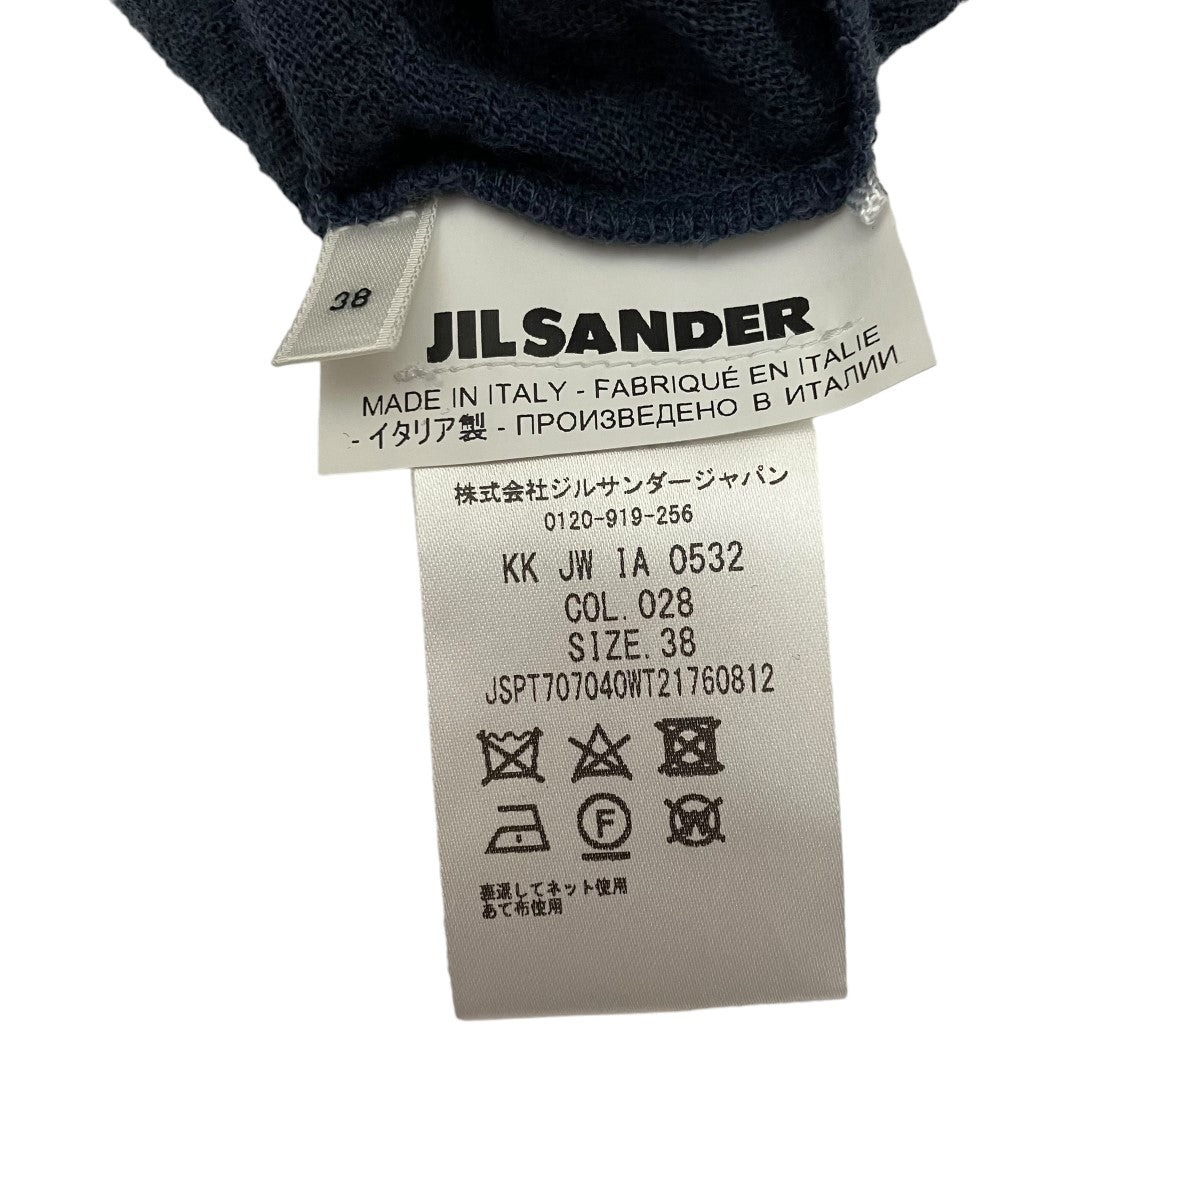 38
JIL SANDER
MADE IN ITALY - FABRIQUÉ EN ITALIE
- イタリア製 - ПРОИЗВЕДЕНО В ИТАЛИИ
株式会社ジルサンダージャパン
0120-919-256
KK JW IA 0532
COL. 028
SIZE. 38
JSPT707040WT21760812
F
W
裏返してネット使用
あて布使用